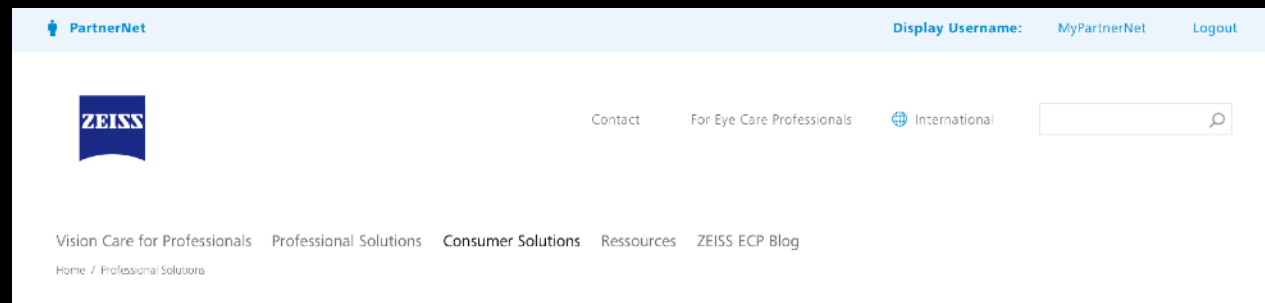 PartnerNet Display Username: MyPartnerNet Logout
ZEISS
Contact For Eye Care Professionals International
Vision Care for Professionals Professional Solutions Consumer Solutions Ressources ZEISS ECP Blog
Home / Professional Solutions